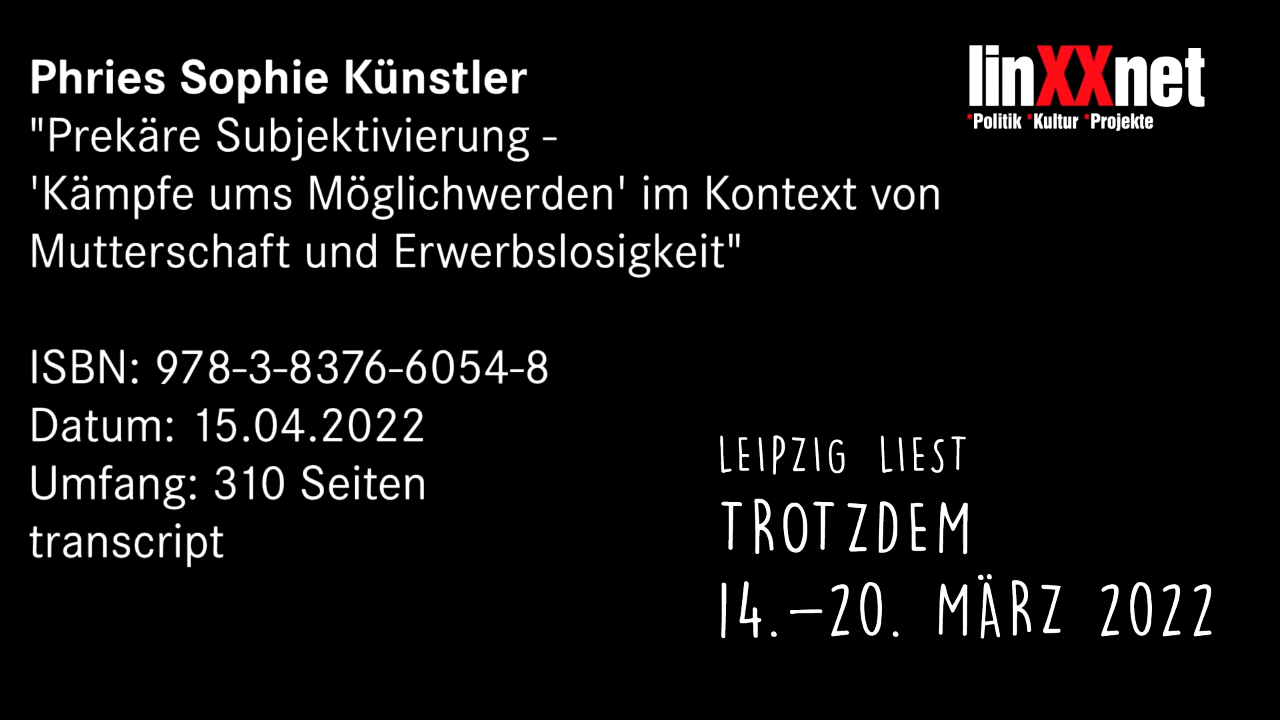 Phries Sophie Künstler
"Prekäre Subjektivierung -
'Kämpfe ums Möglichwerden' im Kontext von
Mutterschaft und Erwerbslosigkeit"
ISBN: 978-3-8376-6054-8
Datum: 15.04.2022
Umfang: 310 Seiten
transcript
linXXnet
*Politik *Kultur *Projekte
LEIPZIG LIEST
TROTZDEM
14.–20. MÄRZ 2022